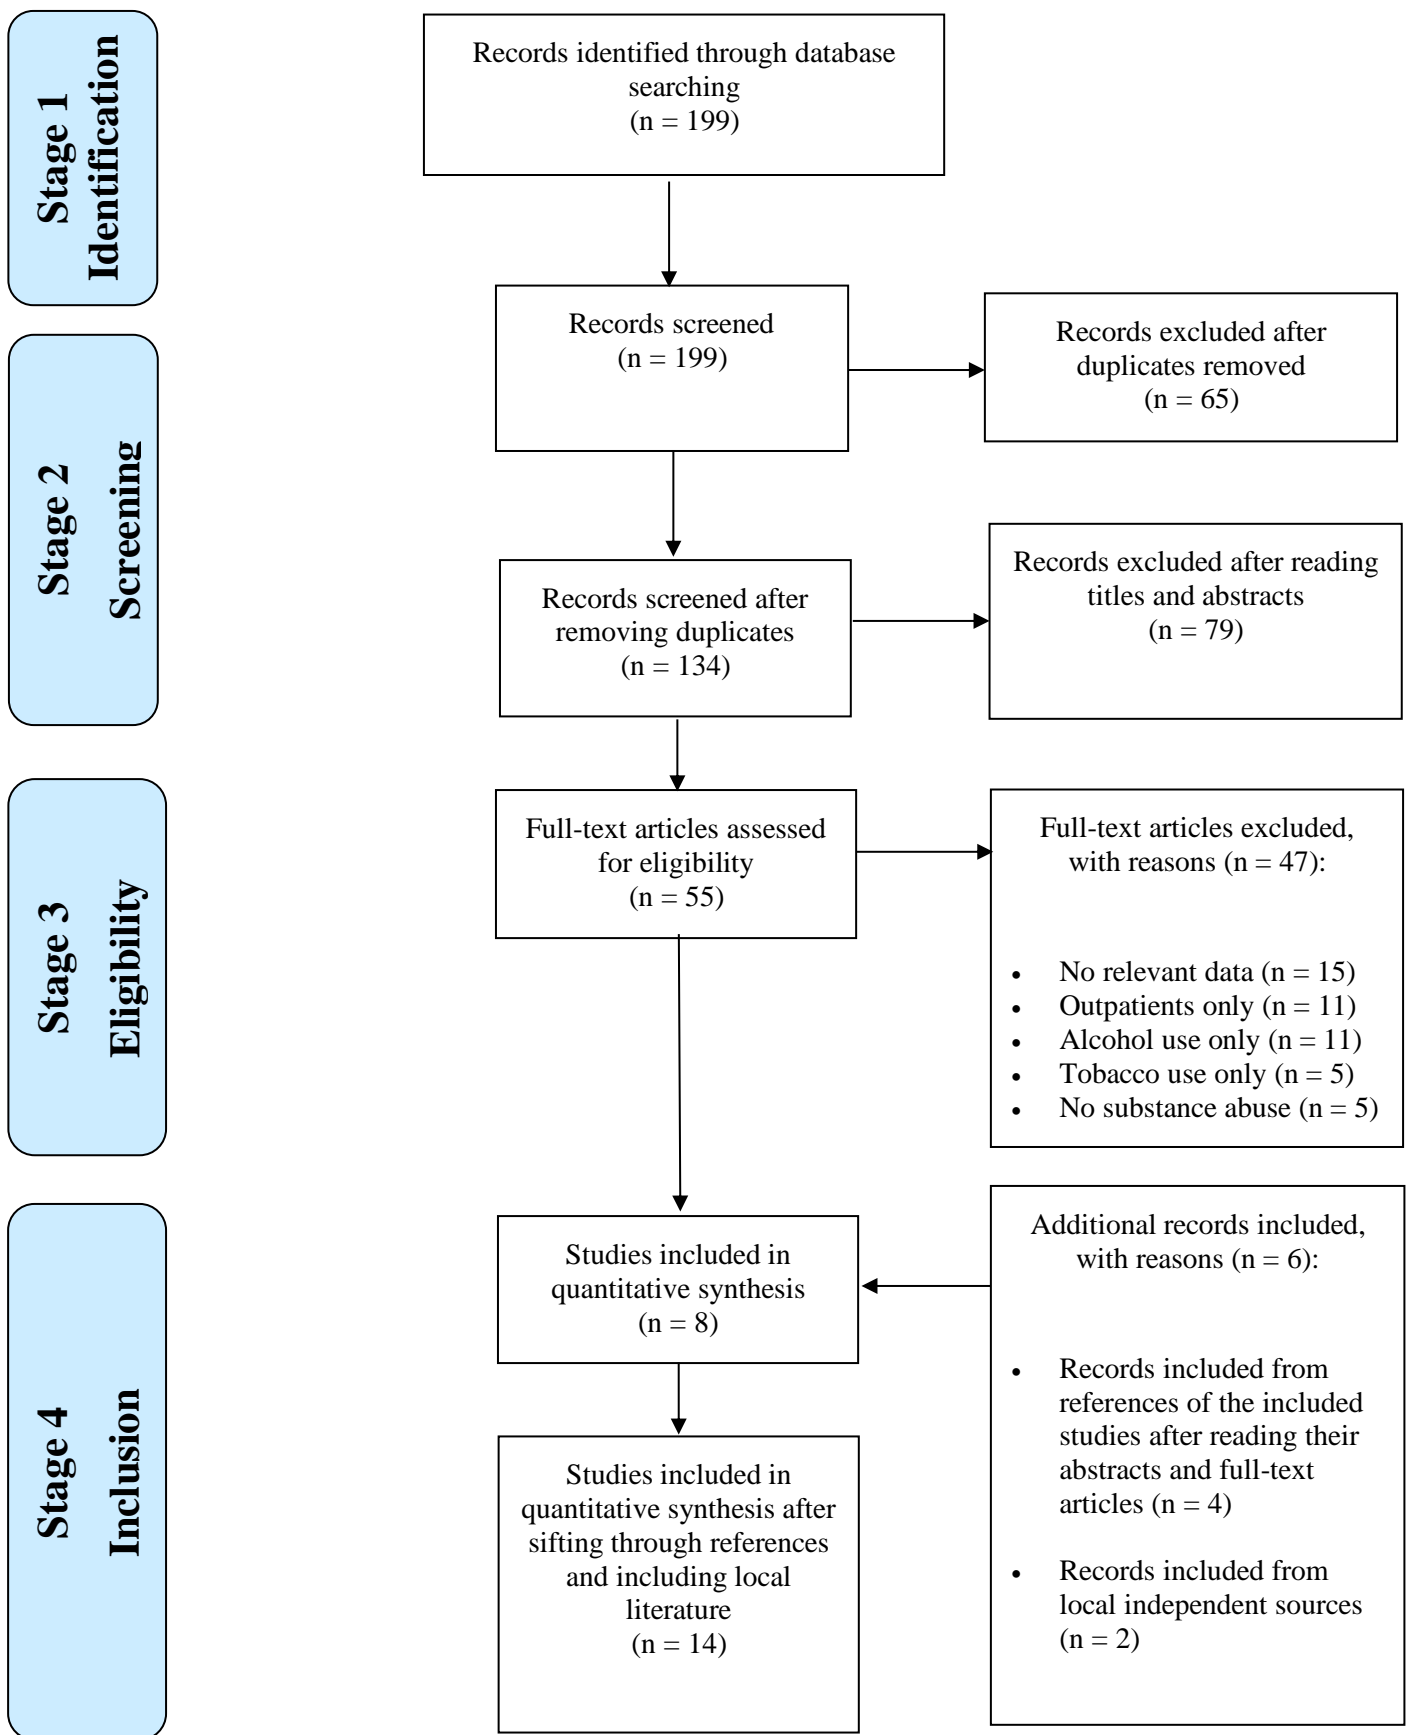 Stage 1
Identification
Records identified through database
searching
(n = 199)
Stage 2
Screening
Records screened
(n = 199)
Records excluded after
duplicates removed
(n = 65)
Records screened after
removing duplicates
(n = 134)
Records excluded after reading
titles and abstracts
(n = 79)
Stage 3
Eligibility
Full-text articles assessed
for eligibility
(n = 55)
Full-text articles excluded,
with reasons (n = 47):
• No relevant data (n = 15)
• Outpatients only (n = 11)
• Alcohol use only (n = 11)
• Tobacco use only (n = 5)
• No substance abuse (n = 5)
Stage 4
Inclusion
Studies included in
quantitative synthesis
(n = 8)
Additional records included,
with reasons (n = 6):
• Records included from
references of the included
studies after reading their
abstracts and full-text
articles (n = 4)
• Records included from
local independent sources
(n = 2)
Studies included in
quantitative synthesis after
sifting through references
and including local
literature
(n = 14)